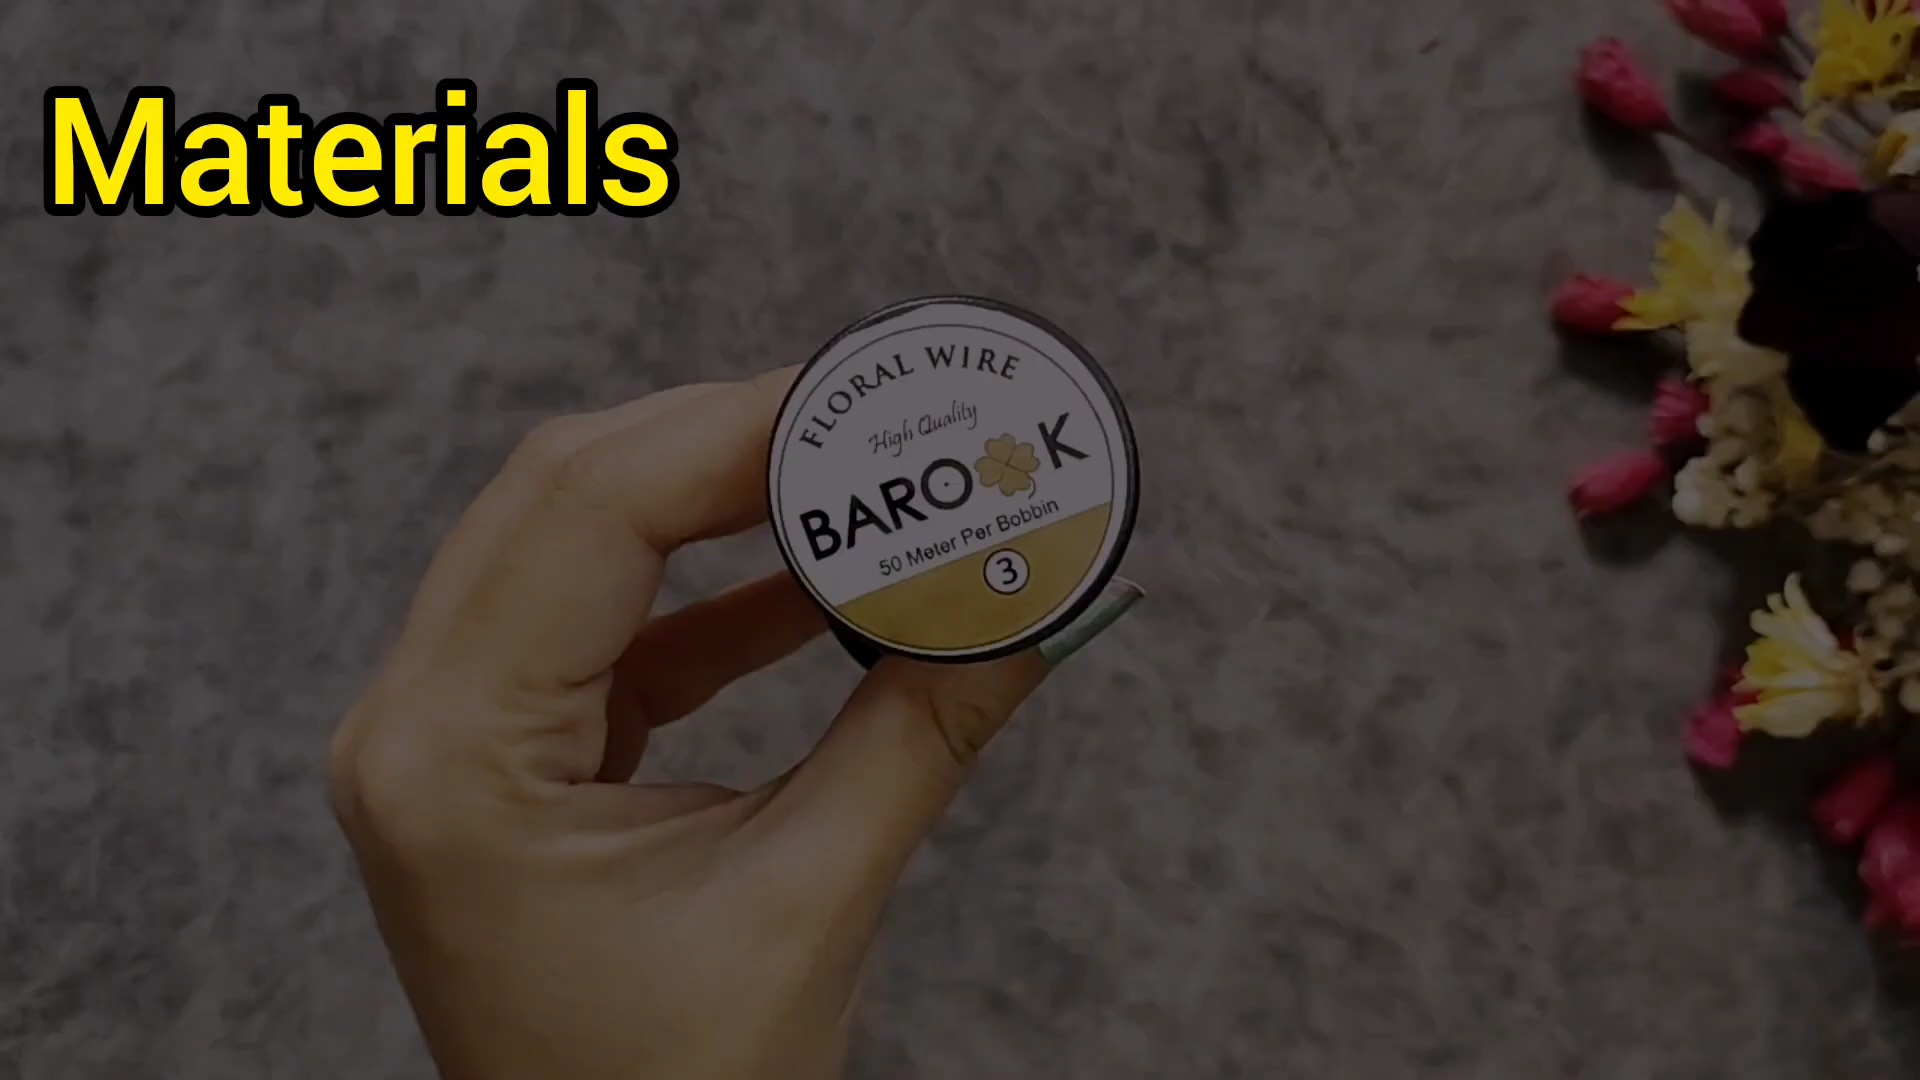 Materials
FLORAL WIRE
High Quality
BAROK
50 Meter Per Bobbin
3